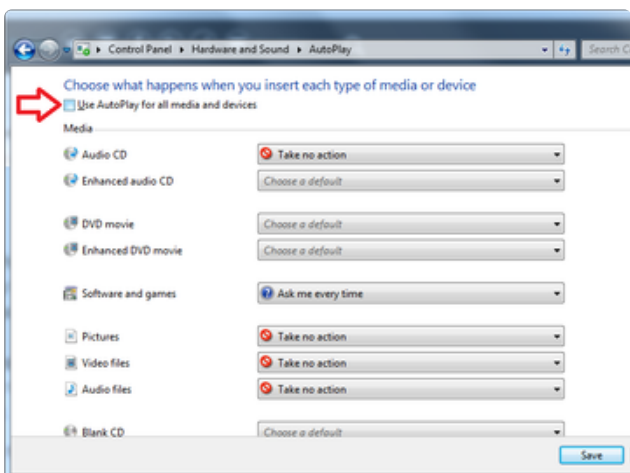 Control Panel ▸ Hardware and Sound ▸ AutoPlay
Search C
Choose what happens when you insert each type of media or device
Use AutoPlay for all media and devices
Media
Audio CD Take no action
Enhanced audio CD Choose a default
DVD movie Choose a default
Enhanced DVD movie Choose a default
Software and games Ask me every time
Pictures Take no action
Video files Take no action
Audio files Take no action
Blank CD Choose a default
Save